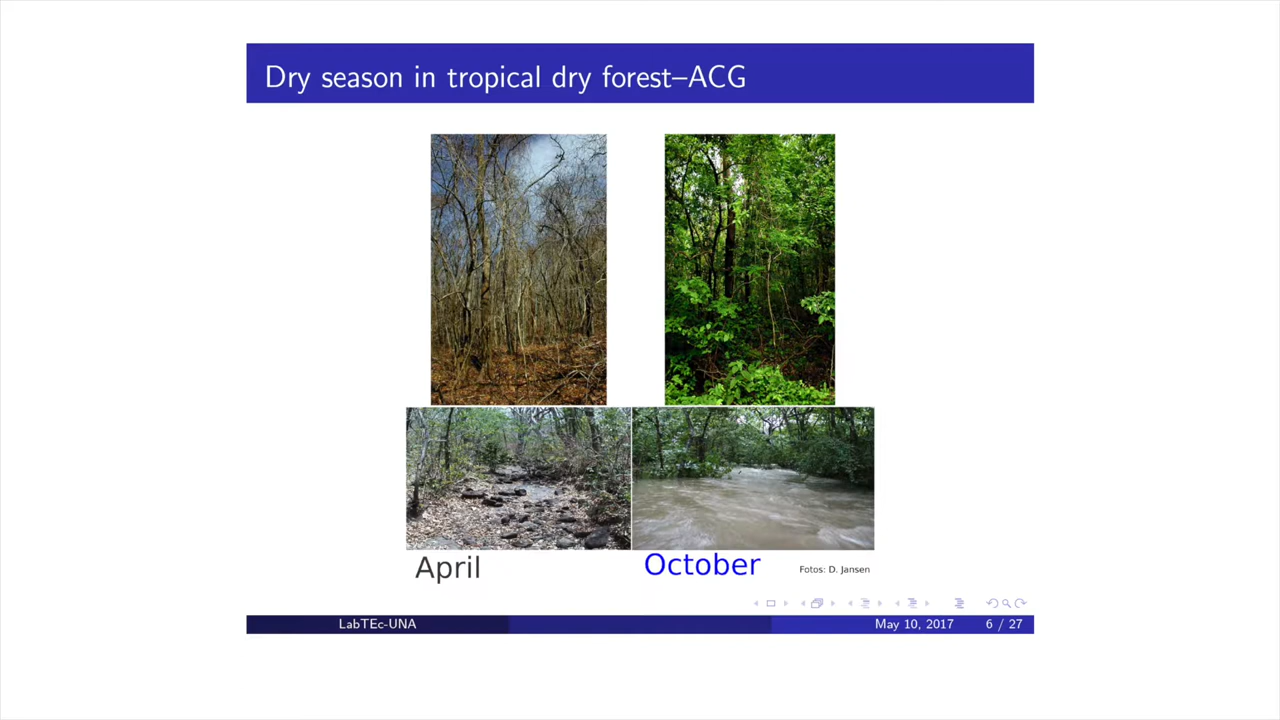 Dry season in tropical dry forest–ACG
April
October
Fotos: D. Jansen
LabTEc-UNA
May 10, 2017
6 / 27